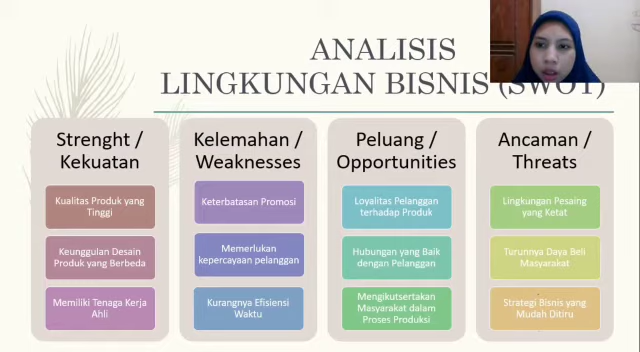 ANALISIS
LINGKUNGAN BISNIS (SWOT)
Strenght /
Kekuatan
Kualitas Produk yang
Tinggi
Keunggulan Desain
Produk yang Berbeda
Memiliki Tenaga Kerja
Ahli
Kelemahan /
Weaknesses
Keterbatasan Promosi
Memerlukan
kepercayaan pelanggan
Kurangnya Efisiensi
Waktu
Peluang /
Opportunities
Loyalitas Pelanggan
terhadap Produk
Hubungan yang Baik
dengan Pelanggan
Mengikutsertakan
Masyarakat dalam
Proses Produksi
Ancaman /
Threats
Lingkungan Pesaing
yang Ketat
Turunnya Daya Beli
Masyarakat
Strategi Bisnis yang
Mudah Ditiru